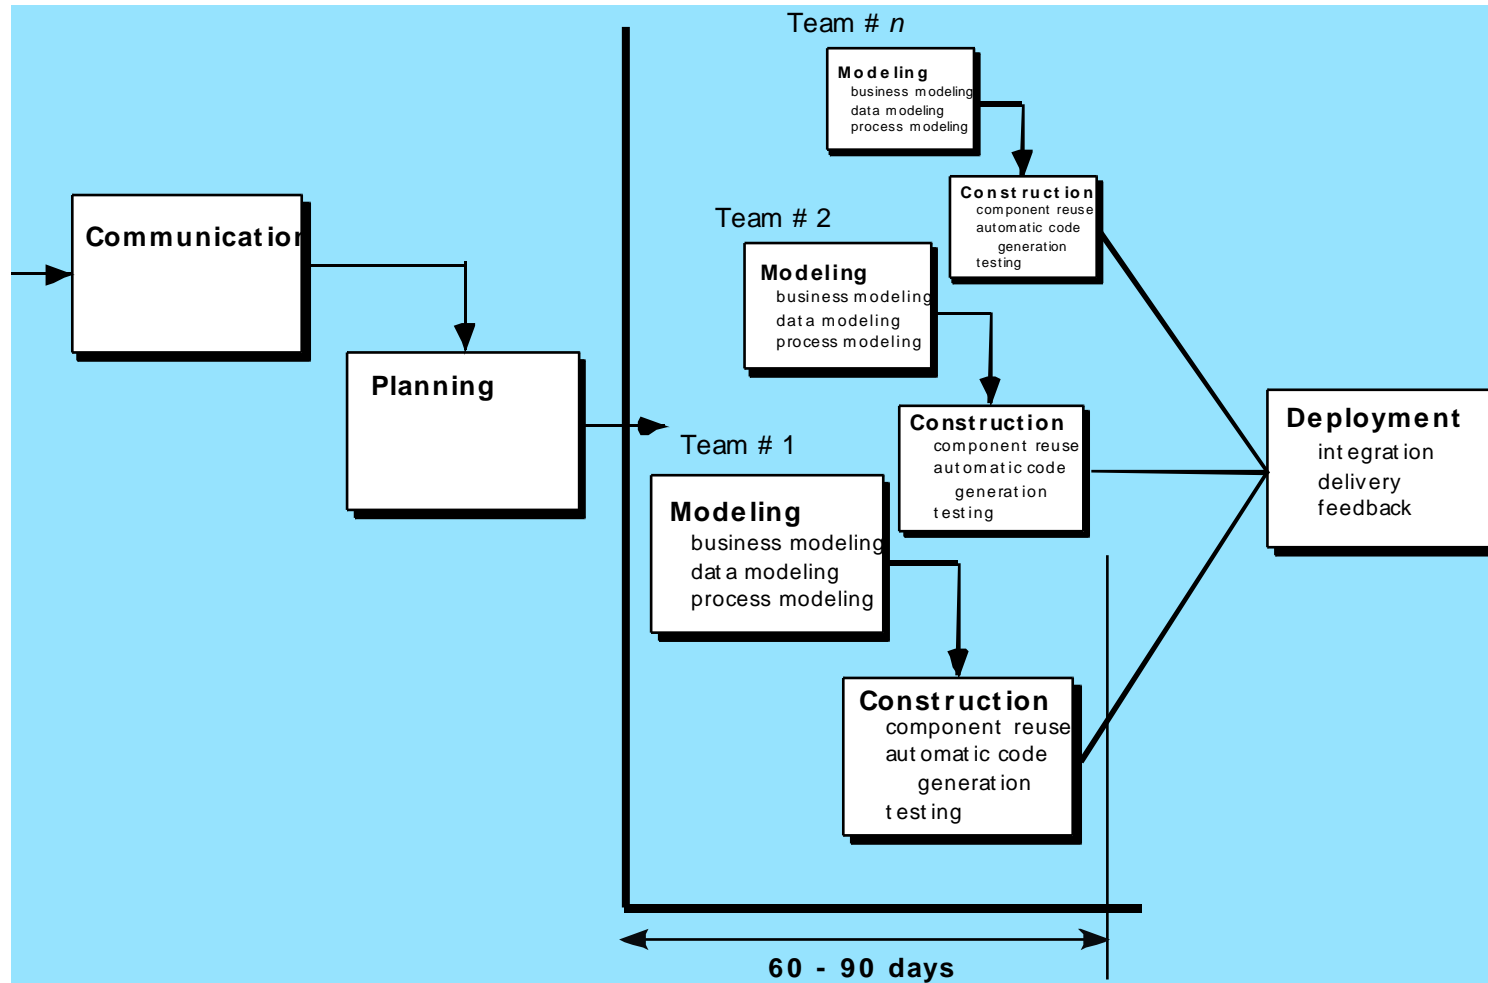 Team # n
Modeling
business modeling
data modeling
process modeling
Construction
component reuse
automatic code
generation
testing
Team # 2
Modeling
business modeling
data modeling
process modeling
Construction
component reuse
automatic code
generation
testing
Communication
Planning
Team # 1
Modeling
business modeling
data modeling
process modeling
Construction
component reuse
automatic code
generation
testing
Deployment
integration
delivery
feedback
60 - 90 days